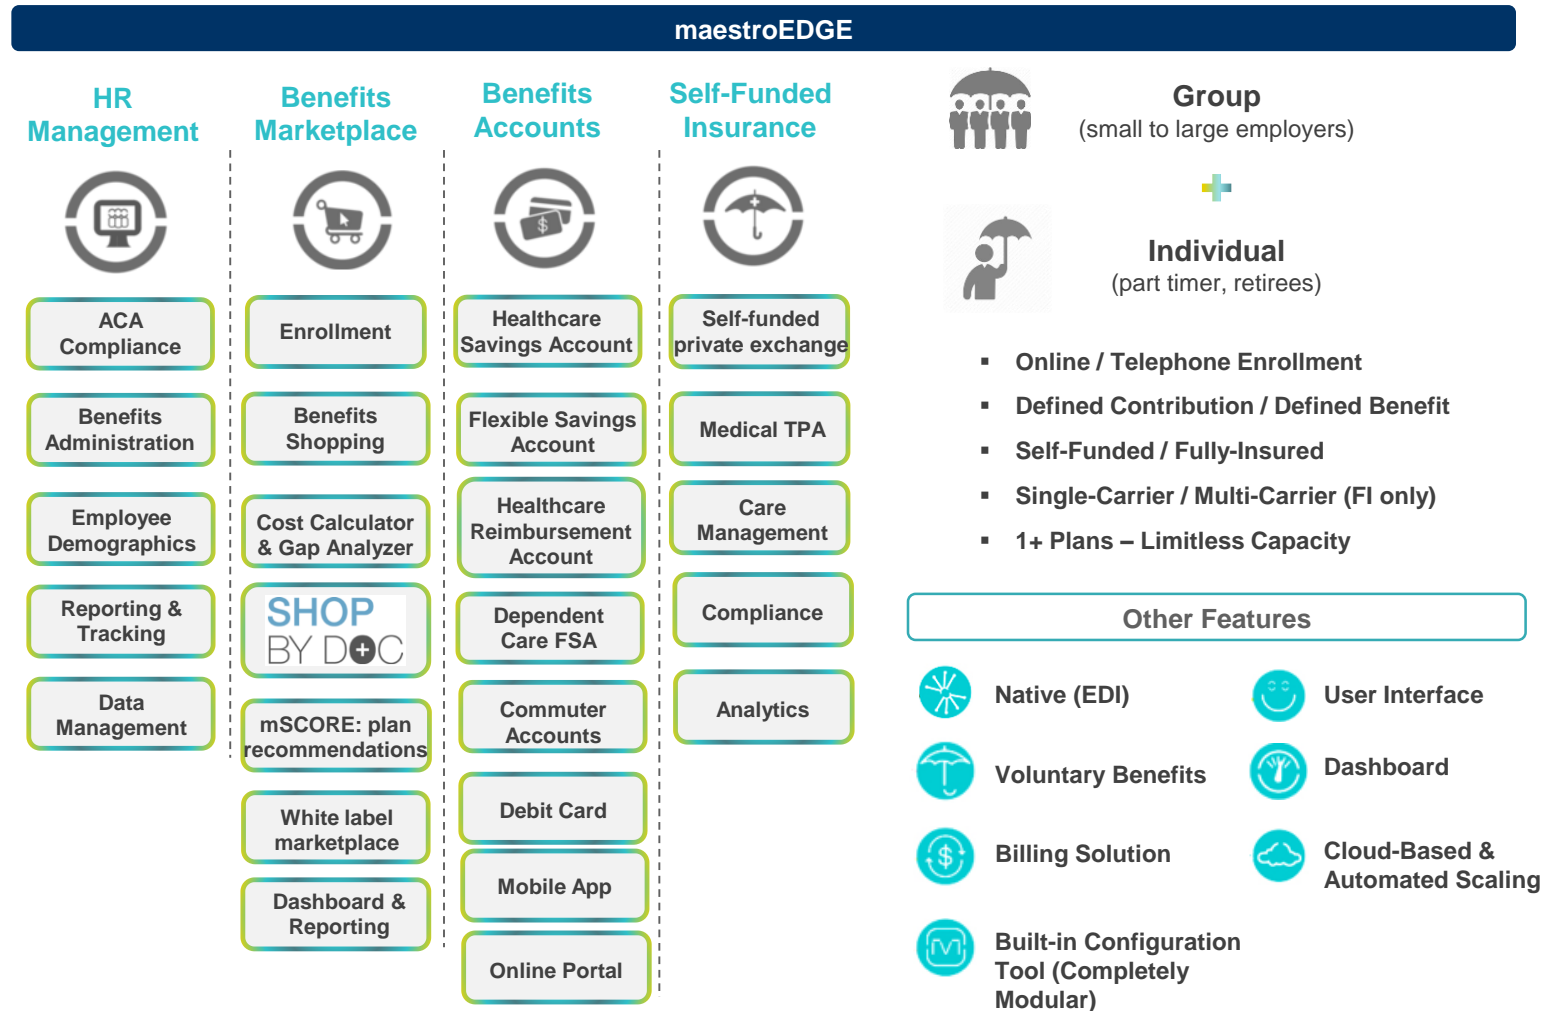 maestroEDGE
HR
Management
ACA
Compliance
Benefits
Administration
Employee
Demographics
Reporting &
Tracking
Data
Management
Benefits
Marketplace
Enrollment
Benefits
Shopping
Cost Calculator
& Gap Analyzer
SHOP
BY DOC
mSCORE: plan
recommendations
White label
marketplace
Dashboard &
Reporting
Benefits
Accounts
$
Healthcare
Savings Account
Flexible Savings
Account
Healthcare
Reimbursement
Account
Dependent
Care FSA
Commuter
Accounts
Debit Card
Mobile App
Online Portal
Self-Funded
Insurance
Self-funded
private exchange
Medical TPA
Care
Management
Compliance
Analytics
Group
(small to large employers)
Individual
(part timer, retirees)
▪ Online / Telephone Enrollment
▪ Defined Contribution / Defined Benefit
▪ Self-Funded / Fully-Insured
▪ Single-Carrier / Multi-Carrier (FI only)
▪ 1+ Plans – Limitless Capacity
Other Features
Native (EDI)
Voluntary Benefits
$
Billing Solution
Built-in Configuration
Tool (Completely
Modular)
User Interface
Dashboard
Cloud-Based &
Automated Scaling